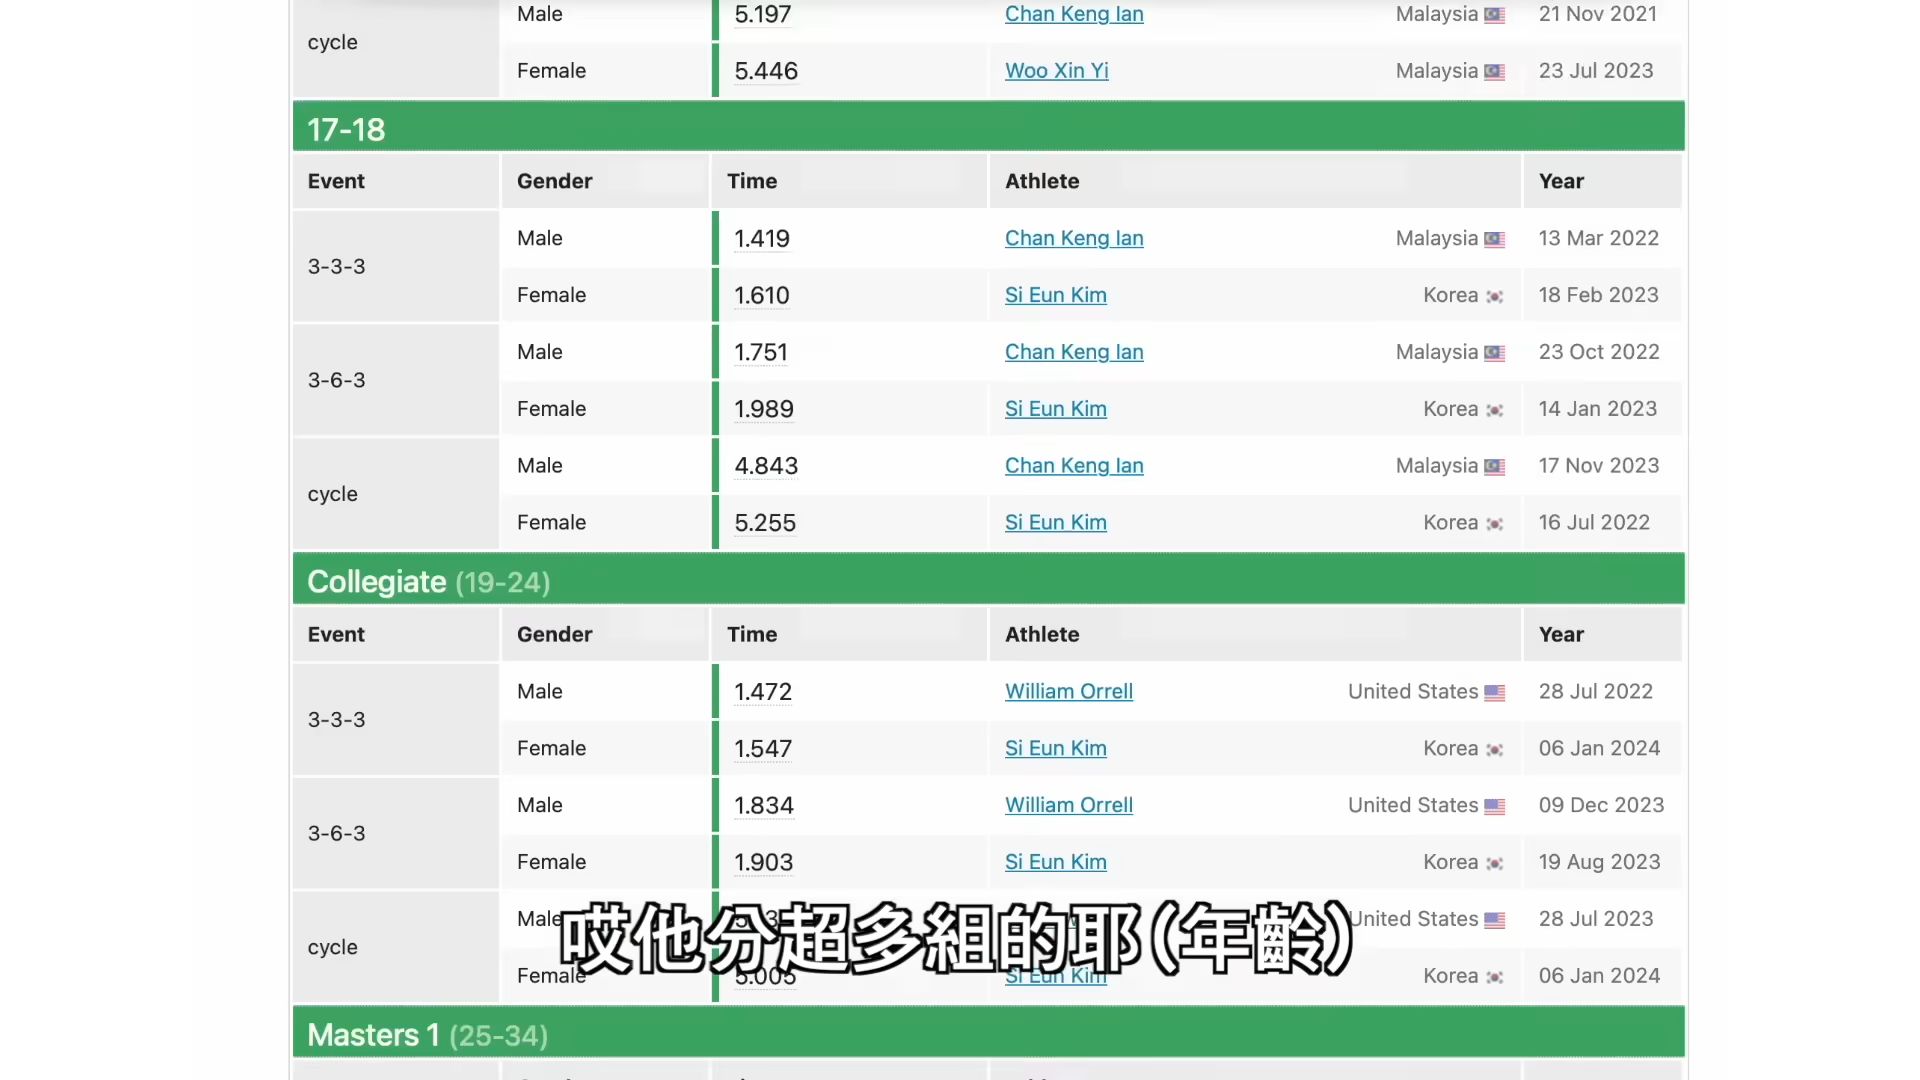 Male 5.197 Chan Keng Ian Malaysia 21 Nov 2021
cycle
Female 5.446 Woo Xin Yi Malaysia 23 Jul 2023
17-18
Event Gender Time Athlete Year
Male 1.419 Chan Keng Ian Malaysia 13 Mar 2022
3-3-3
Female 1.610 Si Eun Kim Korea 18 Feb 2023
Male 1.751 Chan Keng Ian Malaysia 23 Oct 2022
3-6-3
Female 1.989 Si Eun Kim Korea 14 Jan 2023
Male 4.843 Chan Keng Ian Malaysia 17 Nov 2023
cycle
Female 5.255 Si Eun Kim Korea 16 Jul 2022
Collegiate (19-24)
Event Gender Time Athlete Year
Male 1.472 William Orrell United States 28 Jul 2022
3-3-3
Female 1.547 Si Eun Kim Korea 06 Jan 2024
Male 1.834 William Orrell United States 09 Dec 2023
3-6-3
Female 1.903 Si Eun Kim Korea 19 Aug 2023
Male United States 28 Jul 2023
哎他分超多組的耶(年齡)
cycle
Female 5.005 Si Eun Kim Korea 06 Jan 2024
Masters 1 (25-34)